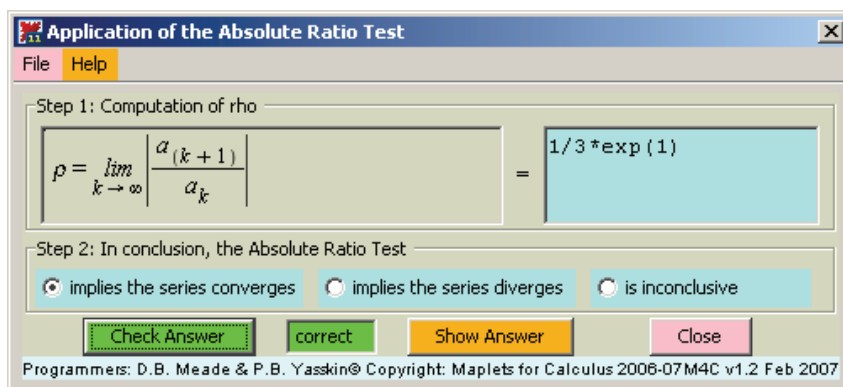 Application of the Absolute Ratio Test
File Help
Step 1: Computation of rho
ρ = lim k → ∞ | a (k + 1) / a k | = 1/3*exp(1)
Step 2: In conclusion, the Absolute Ratio Test
implies the series converges implies the series diverges is inconclusive
Check Answer correct Show Answer Close
Programmers: D.B. Meade & P.B. Yasskin© Copyright: Maplets for Calculus 2006-07M4C v1.2 Feb 2007